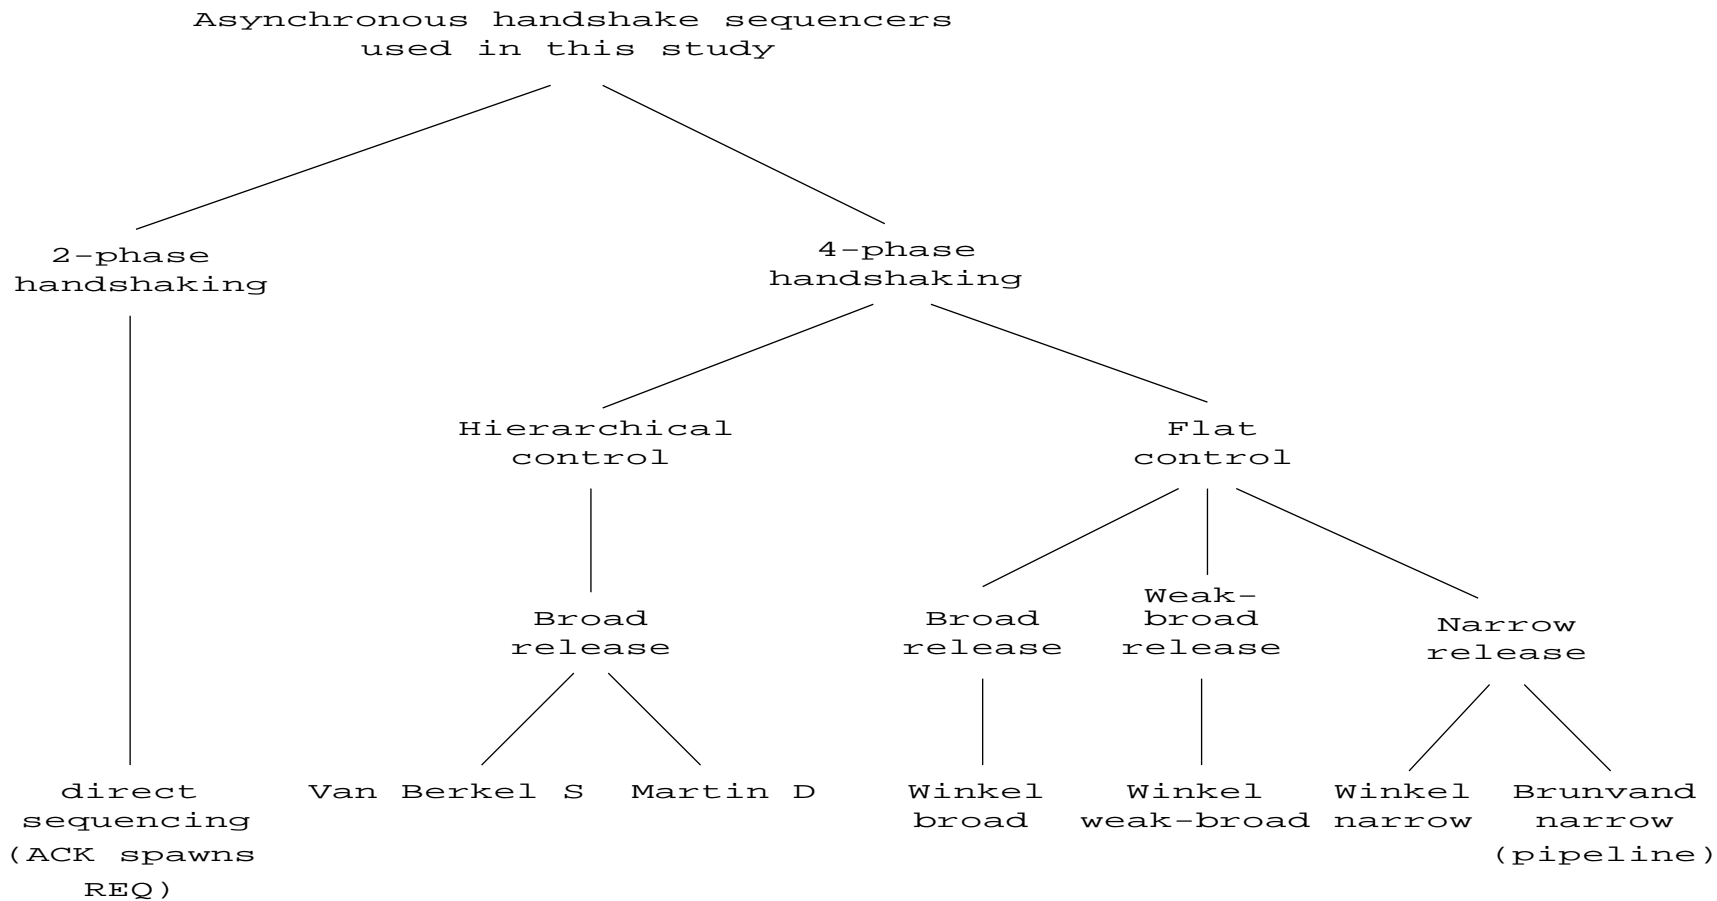 Asynchronous handshake sequencers
used in this study
2-phase
handshaking
4-phase
handshaking
Hierarchical
control
Flat
control
Broad
release
Broad
release
Weak-
broad
release
Narrow
release
direct
sequencing
(ACK spawns
REQ)
Van Berkel S
Martin D
Winkel
broad
Winkel
weak-broad
Winkel
narrow
Brunvand
narrow
(pipeline)